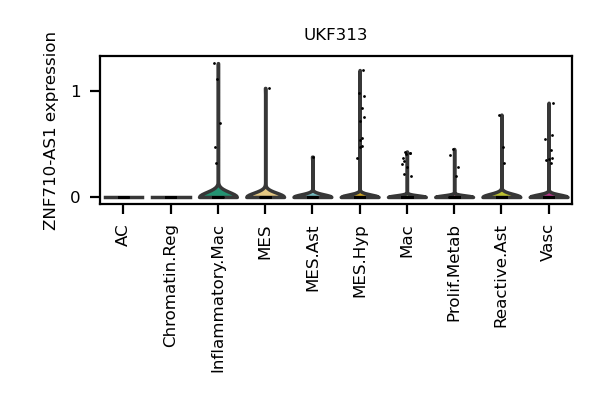 UKF313
ZNF710-AS1 expression
1
0
AC
Chromatin.Reg
Inflammatory.Mac
MES
MES.Ast
MES.Hyp
Mac
Prolif.Metab
Reactive.Ast
Vasc